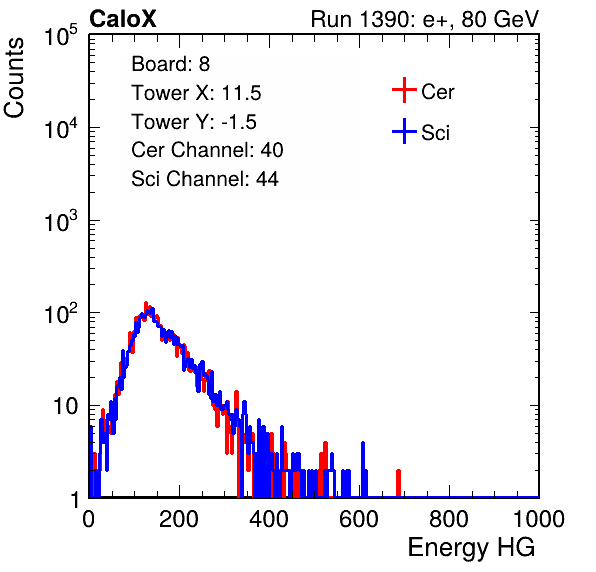 CaloX Run 1390: e+, 80 GeV
Counts
Board: 8
Tower X: 11.5
Tower Y: -1.5
Cer Channel: 40
Sci Channel: 44
Cer
Sci
10^5
10^4
10^3
10^2
10
1
0 200 400 600 800 1000
Energy HG